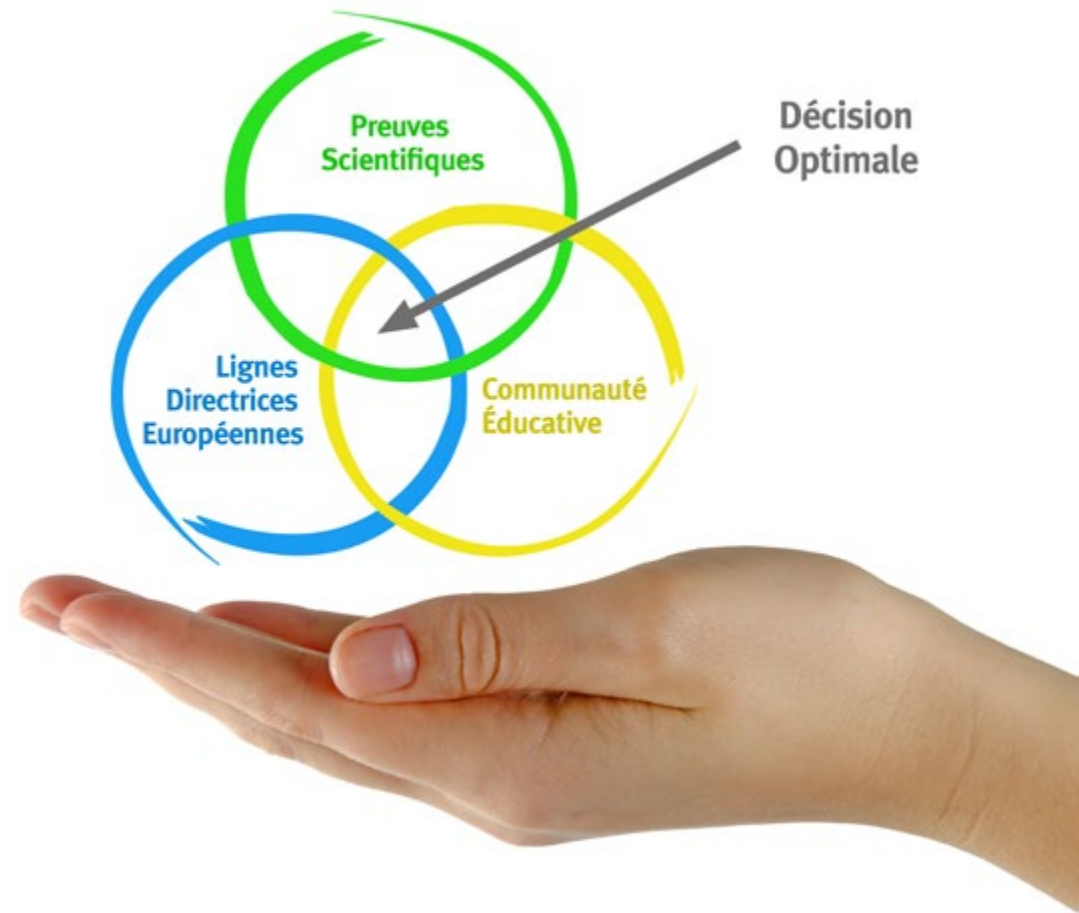 Preuves
Scientifiques
Décision
Optimale
Lignes
Directrices
Européennes
Communauté
Éducative